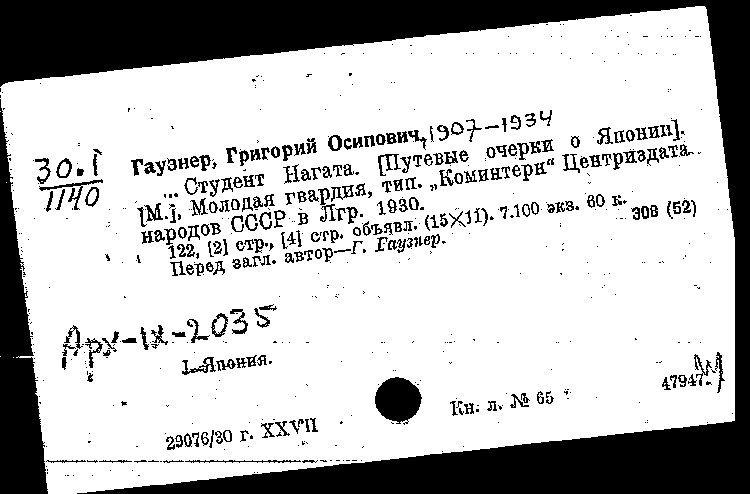 30.I
1140
Гаузнер, Григорий Осипович, 1907-1934
... Студент Нагата. [Путевые очерки о Японии].
[М.], Молодая гвардия, тип. „Коминтерн“ Центриздата
народов СССР в Лгр. 1930.
122, [2] стр., [4] стр. объявл. (15×11). 7.100 экз. 60 к.
Перед загл. автор—Г. Гаузнер.
30В (52)
Арх-IX-2035
1. Япония.
29076/30 г. XXVII
Кн. л. № 65
47947.